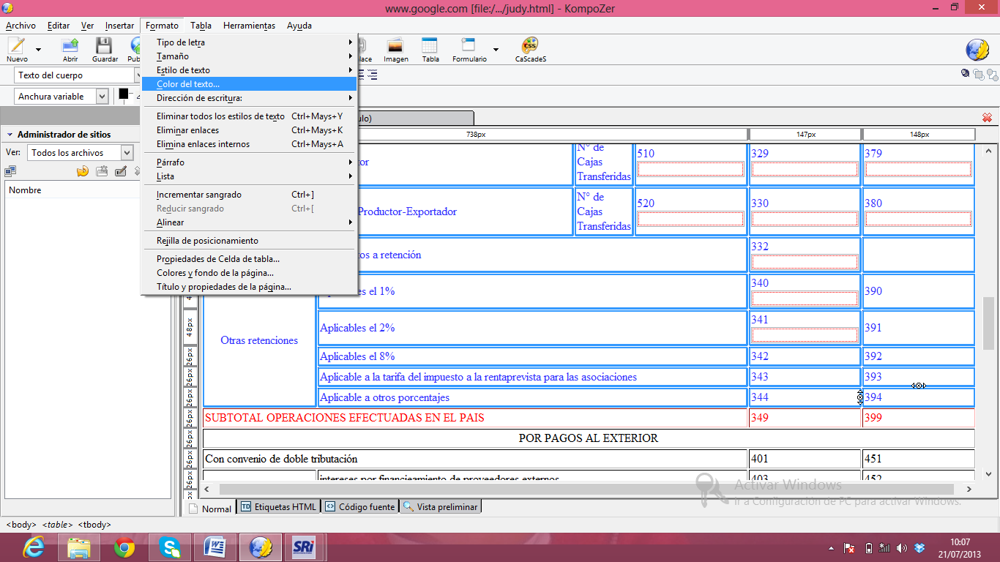 www.google.com [file:/.../judy.html] - KompoZer
Archivo Editar Ver Insertar Formato Tabla Herramientas Ayuda
Nuevo Abrir Guardar Imagen Tabla Formulario CaScadeS
Texto del cuerpo
Anchura variable
Tipo de letra
Tamaño
Estilo de texto
Color del texto...
Dirección de escritura:
Eliminar todos los estilos de texto Ctrl+Mays+Y
Eliminar enlaces Ctrl+Mays+K
Elimina enlaces internos Ctrl+Mays+A
Párrafo
Lista
Incrementar sangrado Ctrl+]
Reducir sangrado Ctrl+[
Alinear
Rejilla de posicionamiento
Propiedades de Celda de tabla...
Colores y fondo de la página...
Título y propiedades de la página...
Administrador de sitios
Ver: Todos los archivos
Nombre
738px 147px 148px
N° de
Cajas
Transferidas
510 329 379
Productor-Exportador
N° de
Cajas
Transferidas
520 330 380
a retención 332
el 1% 340 390
Otras retenciones
Aplicables el 2% 341 391
Aplicables el 8% 342 392
Aplicable a la tarifa del impuesto a la rentaprevista para las asociaciones 343 393
Aplicable a otros porcentajes 344 394
SUBTOTAL OPERACIONES EFECTUADAS EN EL PAIS 349 399
POR PAGOS AL EXTERIOR
Con convenio de doble tributación 401 451
intereses por financieamiento de proveedores externos 403 452
48px
26px
26px
26px
26px
26px
26px
26px
Activar Windows
Ir a Configuración de PC para activar Windows.
Normal Etiquetas HTML Código fuente Vista preliminar
<body> <table> <tbody>
SRi
10:07
21/07/2013